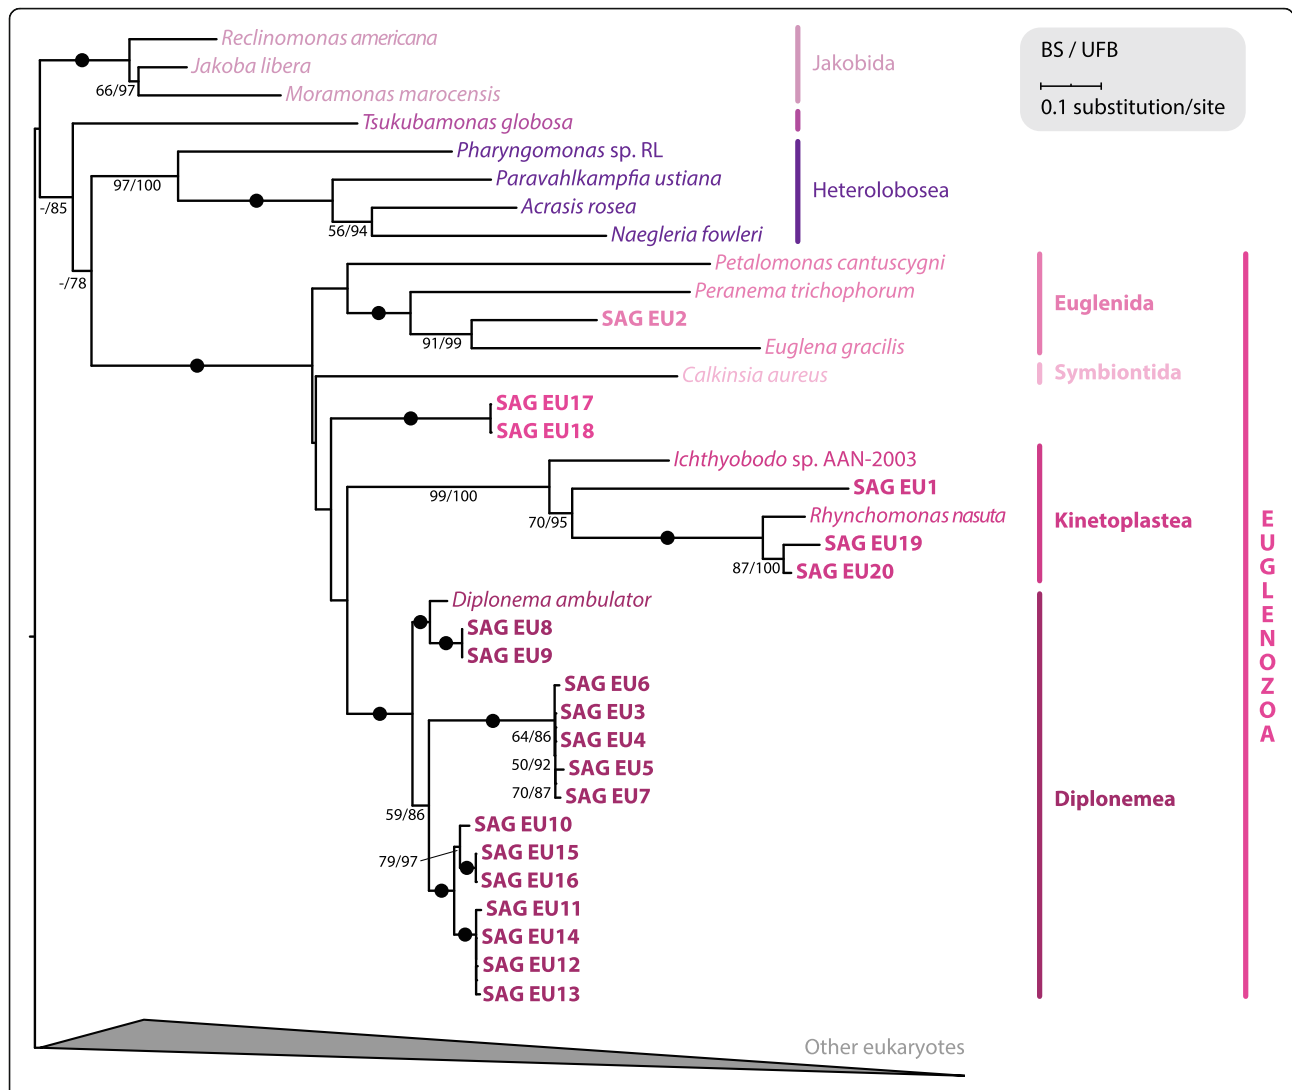 Reclinomonas americana
Jakoba libera
66/97
Moramonas marocensis
Jakobida
BS / UFB
0.1 substitution/site
Tsukubamonas globosa
Pharyngomonas sp. RL
97/100
Paravahlkampfia ustiana
Heterolobosea
-/85
Acrasis rosea
56/94
Naegleria fowleri
-/78
Petalomonas cantuscygni
Peranema trichophorum
Euglenida
SAG EU2
91/99
Euglena gracilis
Calkinsia aureus
Symbiontida
SAG EU17
SAG EU18
Ichthyobodo sp. AAN-2003
99/100
SAG EU1
70/95
Rhynchomonas nasuta
Kinetoplastea
SAG EU19
87/100
SAG EU20
EUGLENOZOA
Diplonema ambulator
SAG EU8
SAG EU9
SAG EU6
SAG EU3
64/86
SAG EU4
50/92
SAG EU5
70/87
SAG EU7
Diplonemea
59/86
SAG EU10
79/97
SAG EU15
SAG EU16
SAG EU11
SAG EU14
SAG EU12
SAG EU13
Other eukaryotes